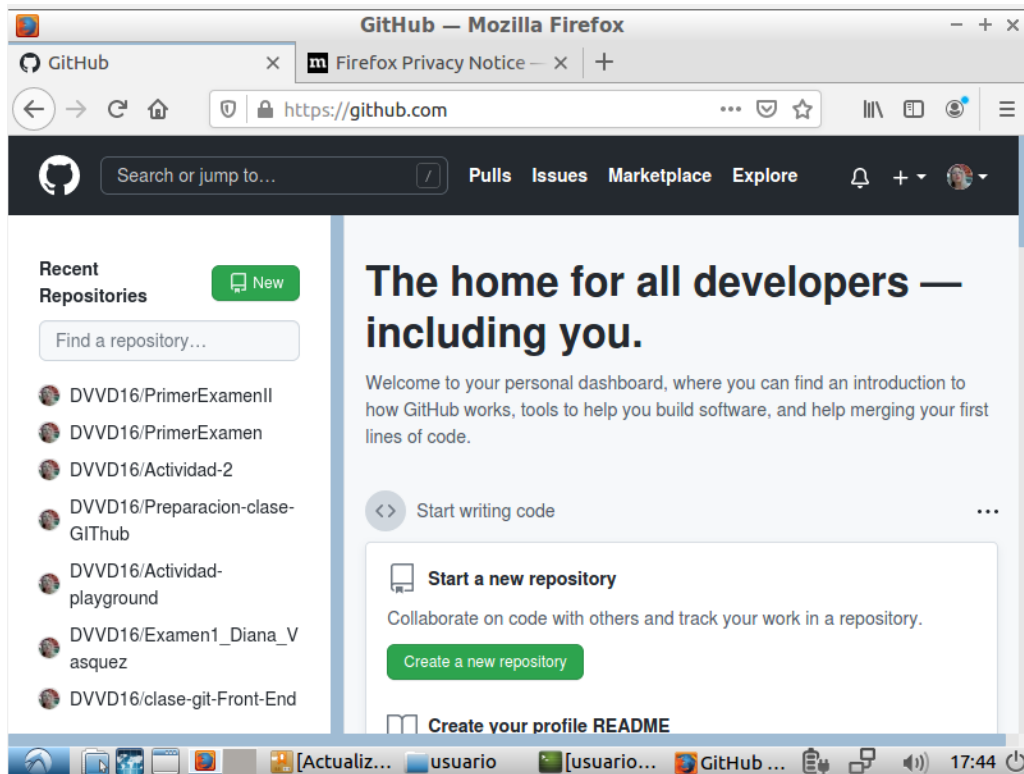 GitHub — Mozilla Firefox
GitHub
Firefox Privacy Notice —
https://github.com
Search or jump to…
/
Pulls Issues Marketplace Explore
Recent
Repositories
New
Find a repository…
DVVD16/PrimerExamenII
DVVD16/PrimerExamen
DVVD16/Actividad-2
DVVD16/Preparacion-clase-
GIThub
DVVD16/Actividad-
playground
DVVD16/Examen1_Diana_V
asquez
DVVD16/clase-git-Front-End
The home for all developers —
including you.
Welcome to your personal dashboard, where you can find an introduction to
how GitHub works, tools to help you build software, and help merging your first
lines of code.
Start writing code
Start a new repository
Collaborate on code with others and track your work in a repository.
Create a new repository
Create your profile README
[Actualiz... usuario [usuario... GitHub ... 17:44